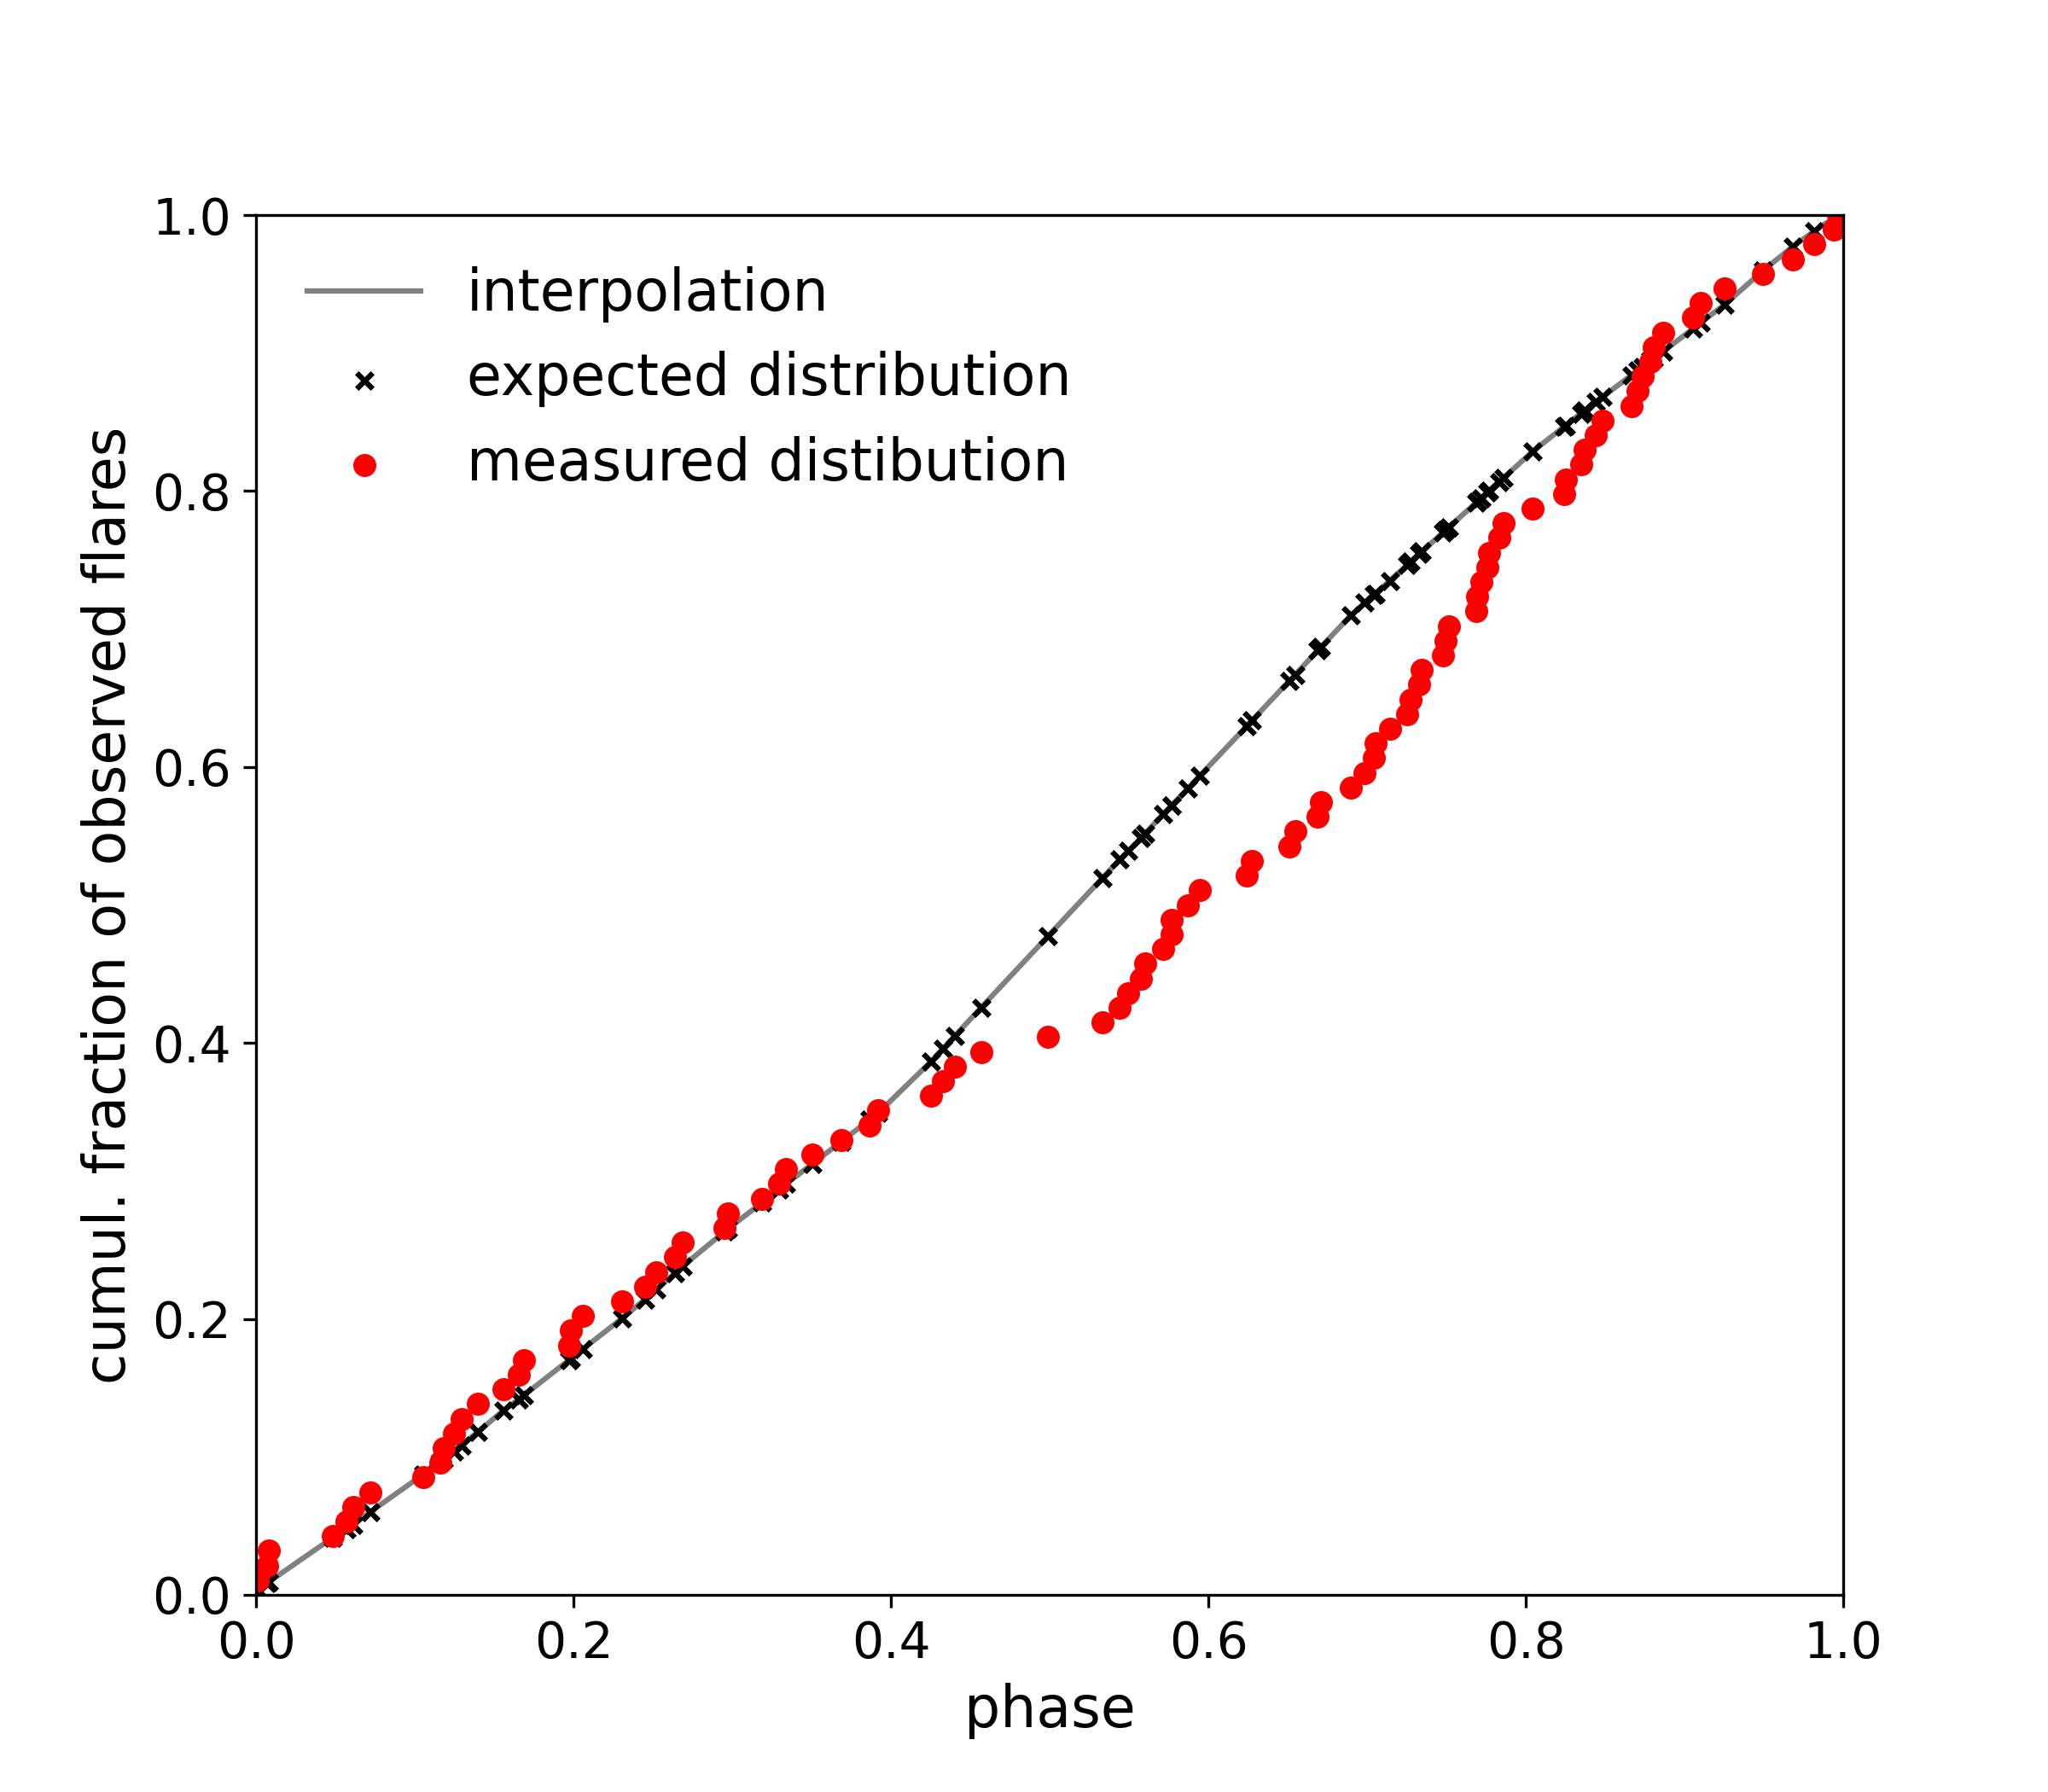 interpolation
expected distribution
measured distibution
cumul. fraction of observed flares
1.0
0.8
0.6
0.4
0.2
0.0
0.0 0.2 0.4 0.6 0.8 1.0
phase